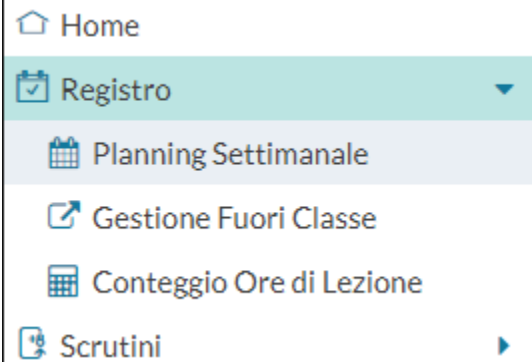 Home
Registro
Planning Settimanale
Gestione Fuori Classe
Conteggio Ore di Lezione
Scrutini